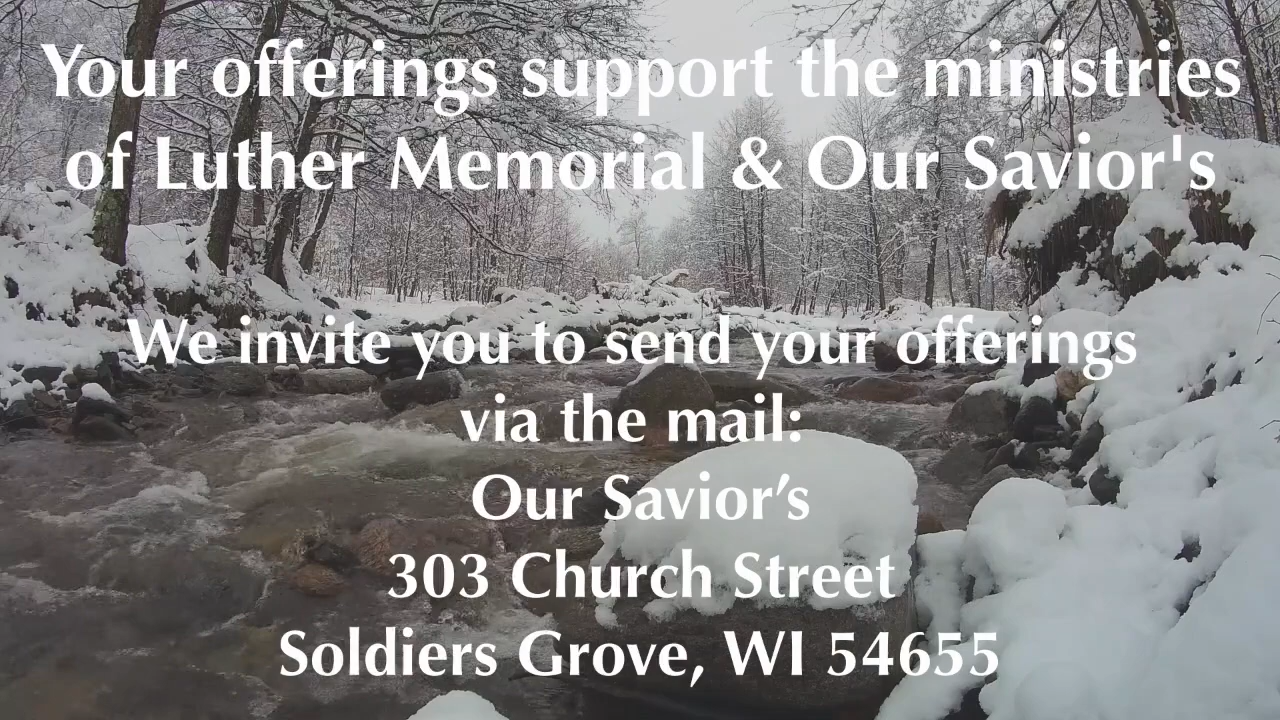 Your offerings support the ministries
of Luther Memorial & Our Savior's
We invite you to send your offerings
via the mail:
Our Savior’s
303 Church Street
Soldiers Grove, WI 54655